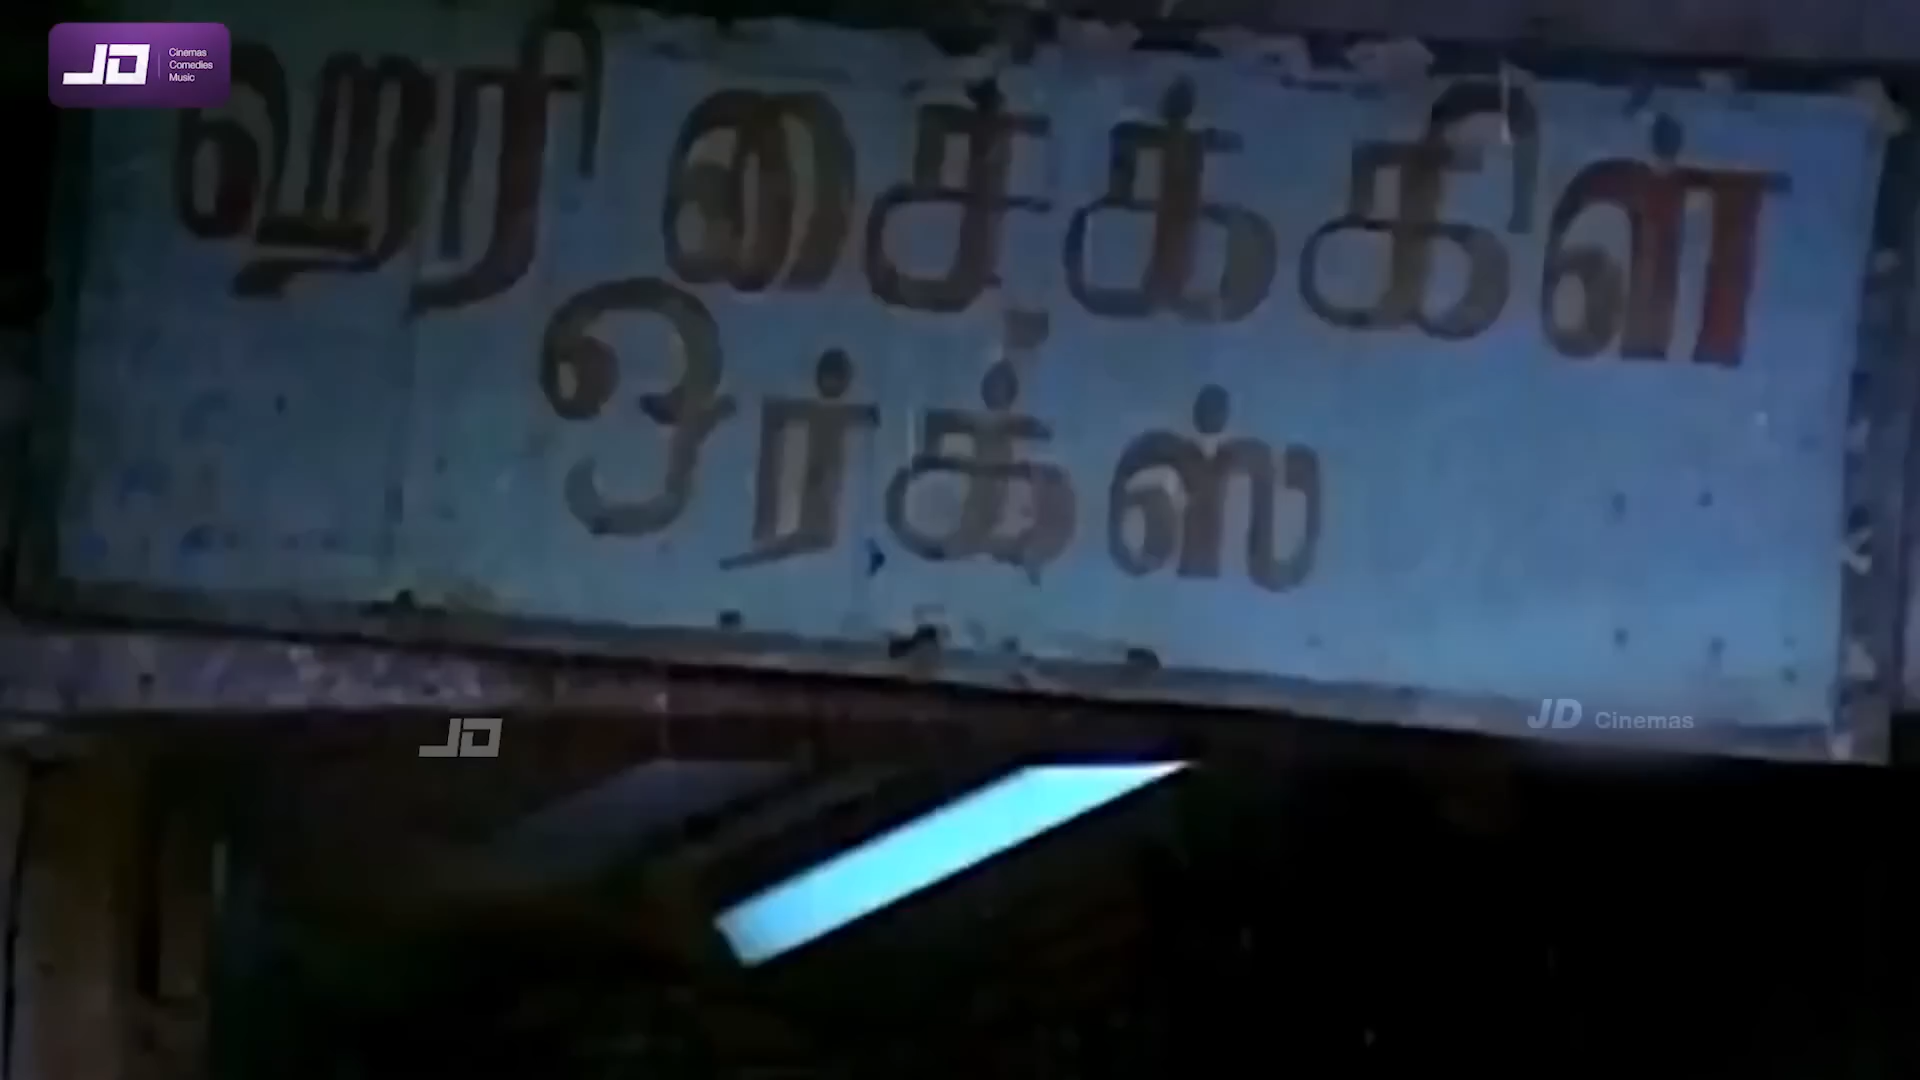 JD Cinemas
Comedies
Music
ஹரி சைக்கிள்
ஒர்க்ஸ்
JD
JD Cinemas